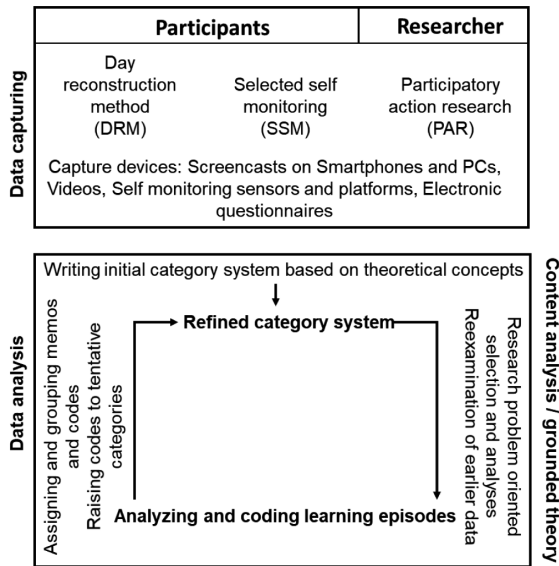 Participants
Researcher
Data capturing
Day
reconstruction
method
(DRM)
Selected self
monitoring
(SSM)
Participatory
action research
(PAR)
Capture devices: Screencasts on Smartphones and PCs,
Videos, Self monitoring sensors and platforms, Electronic
questionnaires
Data analysis
Writing initial category system based on theoretical concepts
Refined category system
Assigning and grouping memos
and codes
Raising codes to tentative
categories
Research problem oriented
selection and analyses
Reexamination of earlier data
Analyzing and coding learning episodes
Content analysis / grounded theory